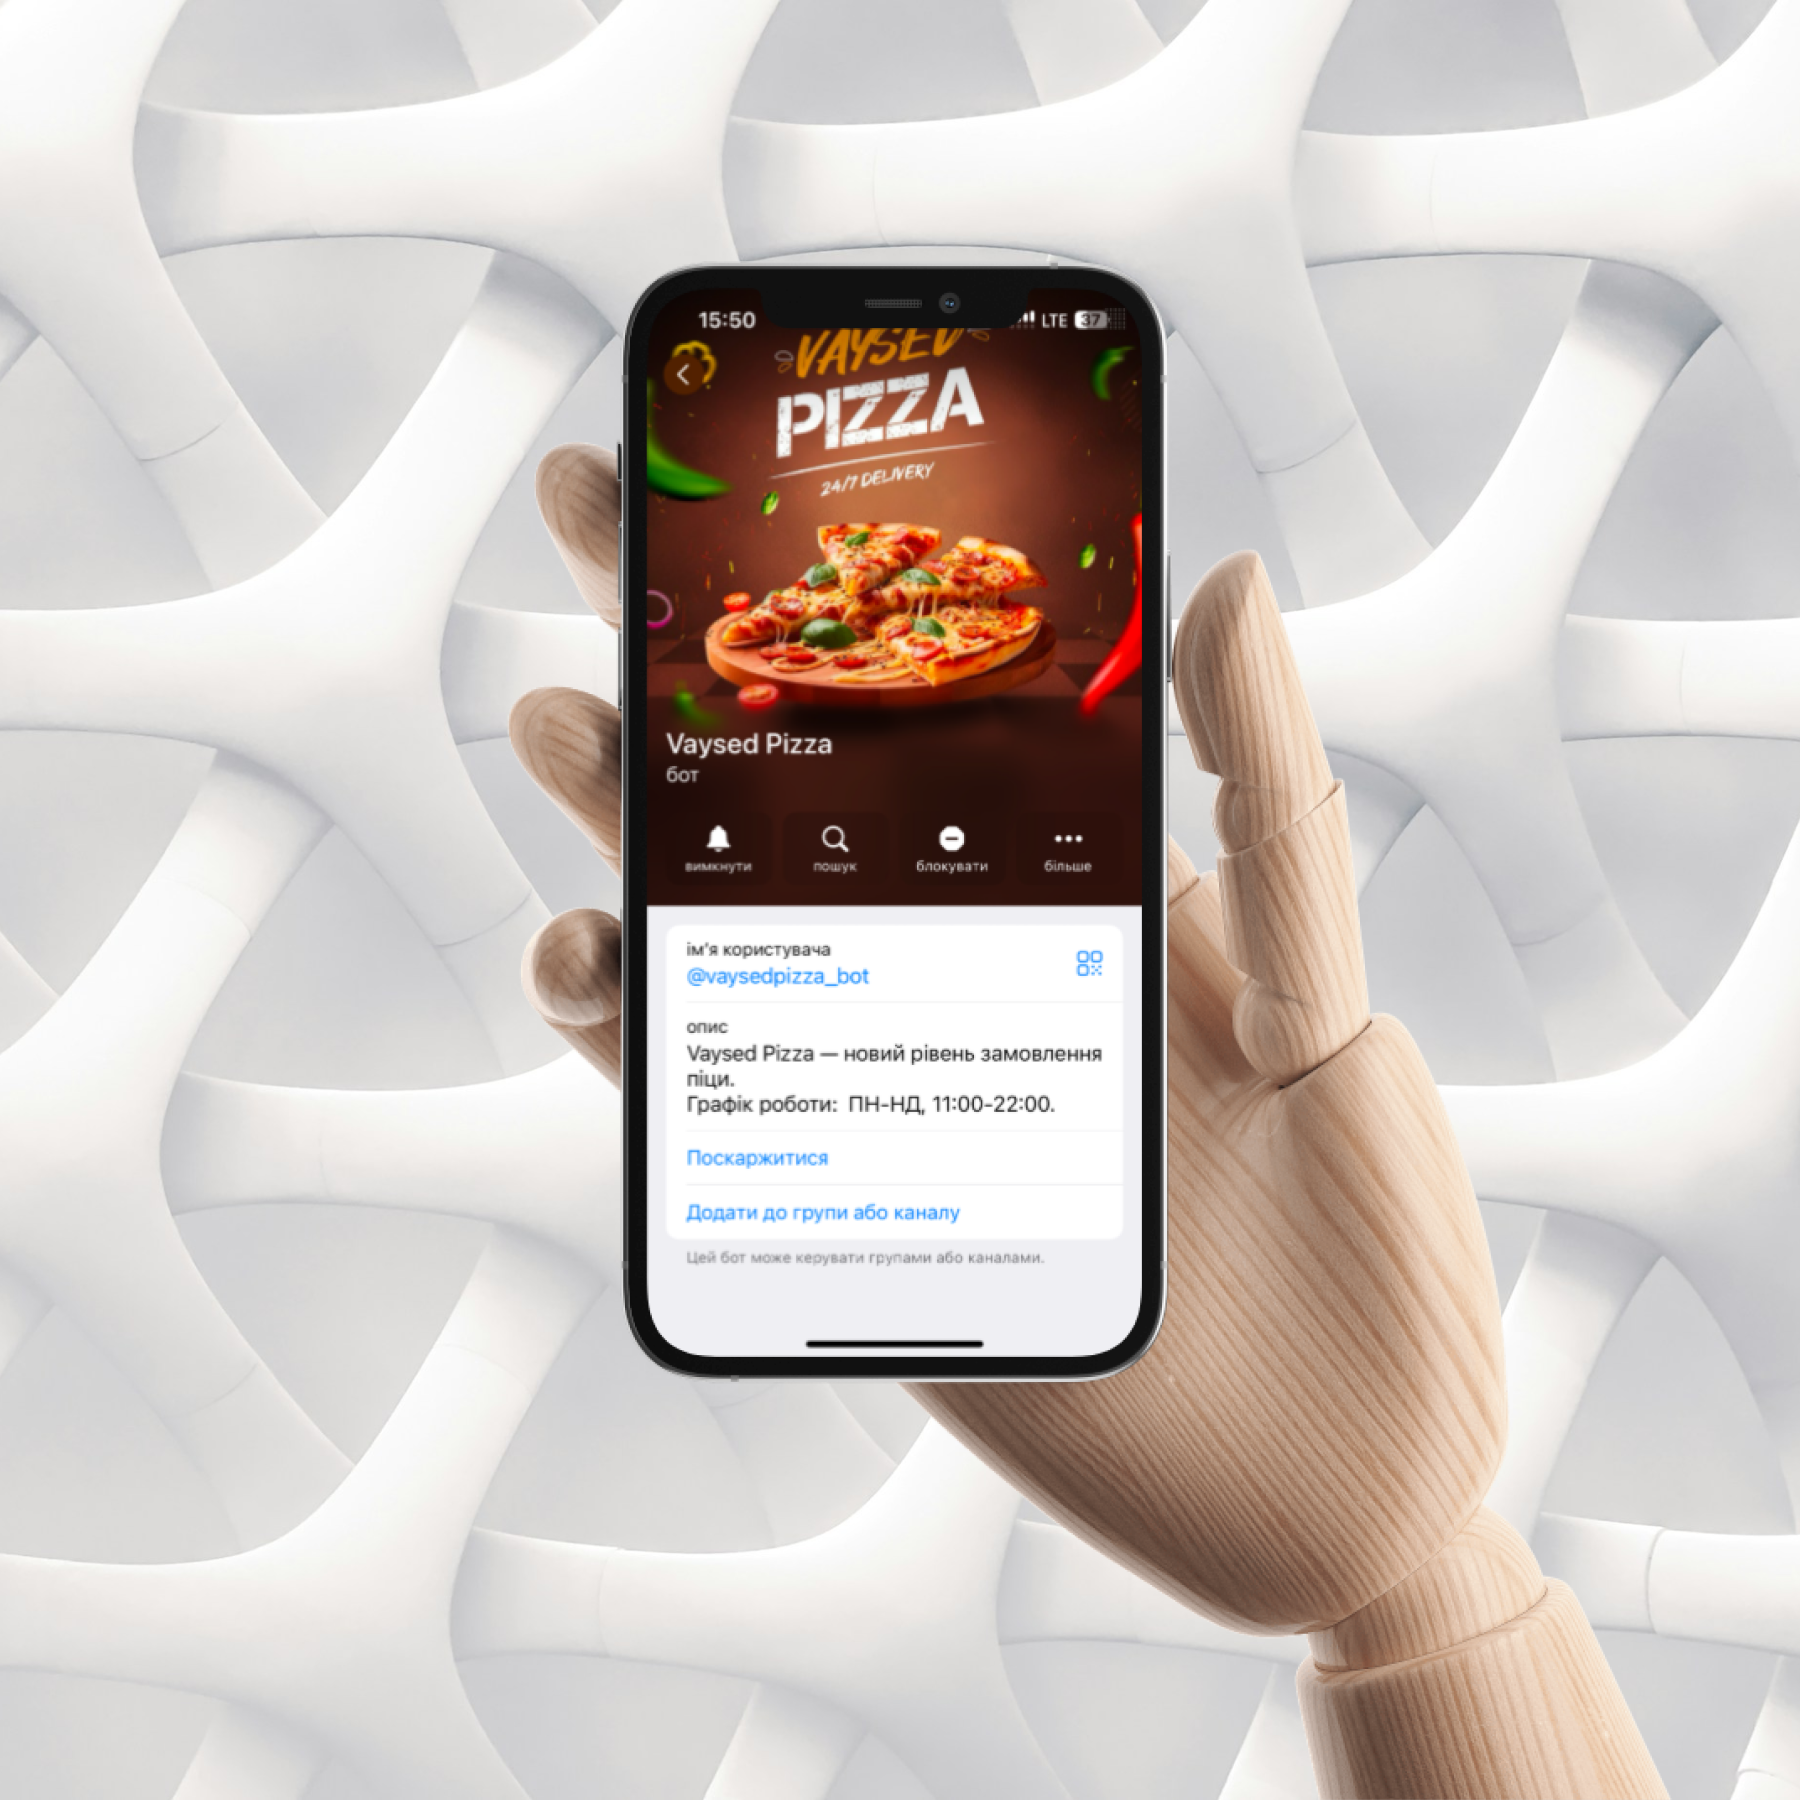 15:50 LTE 37
VAYSED
PIZZA
24/7 DELIVERY
Vaysed Pizza
бот
вимкнути пошук блокувати більше
ім'я користувача
@vaysedpizza_bot
опис
Vaysed Pizza — новий рівень замовлення
піци.
Графік роботи: ПН-НД, 11:00-22:00.
Поскаржитися
Додати до групи або каналу
Цей бот може керувати групами або каналами.